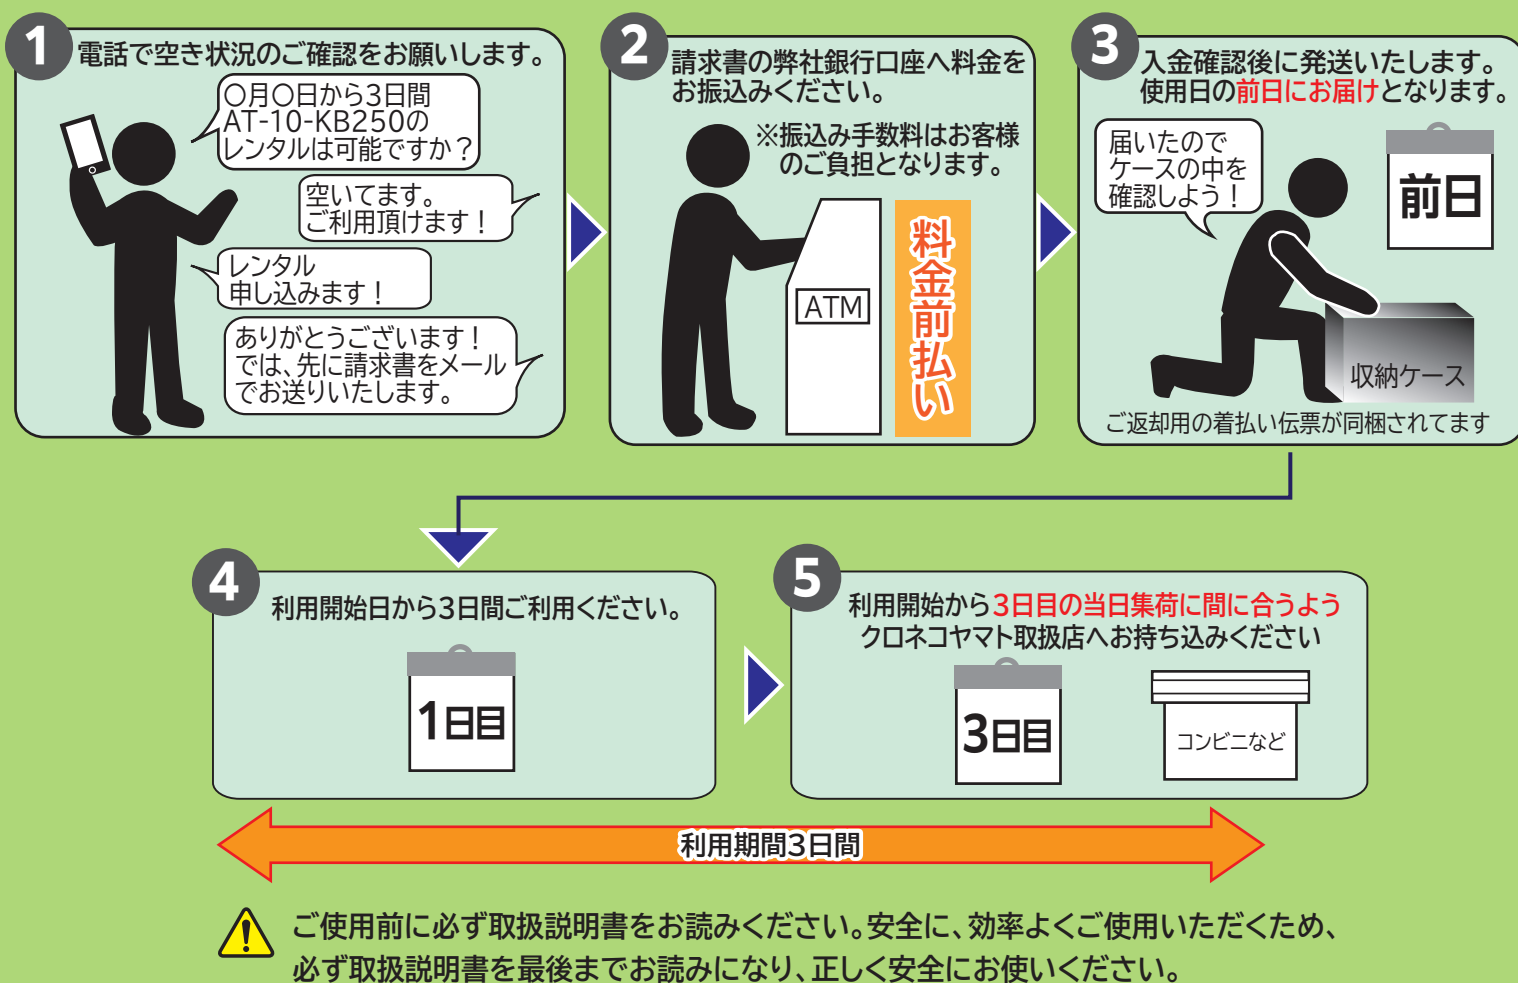 1
電話で空き状況のご確認をお願いします。
〇月〇日から3日間
AT-10-KB250の
レンタルは可能ですか？
空いてます。
ご利用頂けます！
レンタル
申し込みます！
ありがとうございます！
では、先に請求書をメール
でお送りいたします。
2
請求書の弊社銀行口座へ料金を
お振込みください。
※振込み手数料はお客様
のご負担となります。
ATM
料金前払い
3
入金確認後に発送いたします。
使用日の前日にお届けとなります。
届いたので
ケースの中を
確認しよう！
前日
収納ケース
ご返却用の着払い伝票が同梱されてます
4
利用開始日から3日間ご利用ください。
1日目
5
利用開始から3日目の当日集荷に間に合うよう
クロネコヤマト取扱店へお持ち込みください
3日目
コンビニなど
利用期間3日間
ご使用前に必ず取扱説明書をお読みください。安全に、効率よくご使用いただくため、
必ず取扱説明書を最後までお読みになり、正しく安全にお使いください。